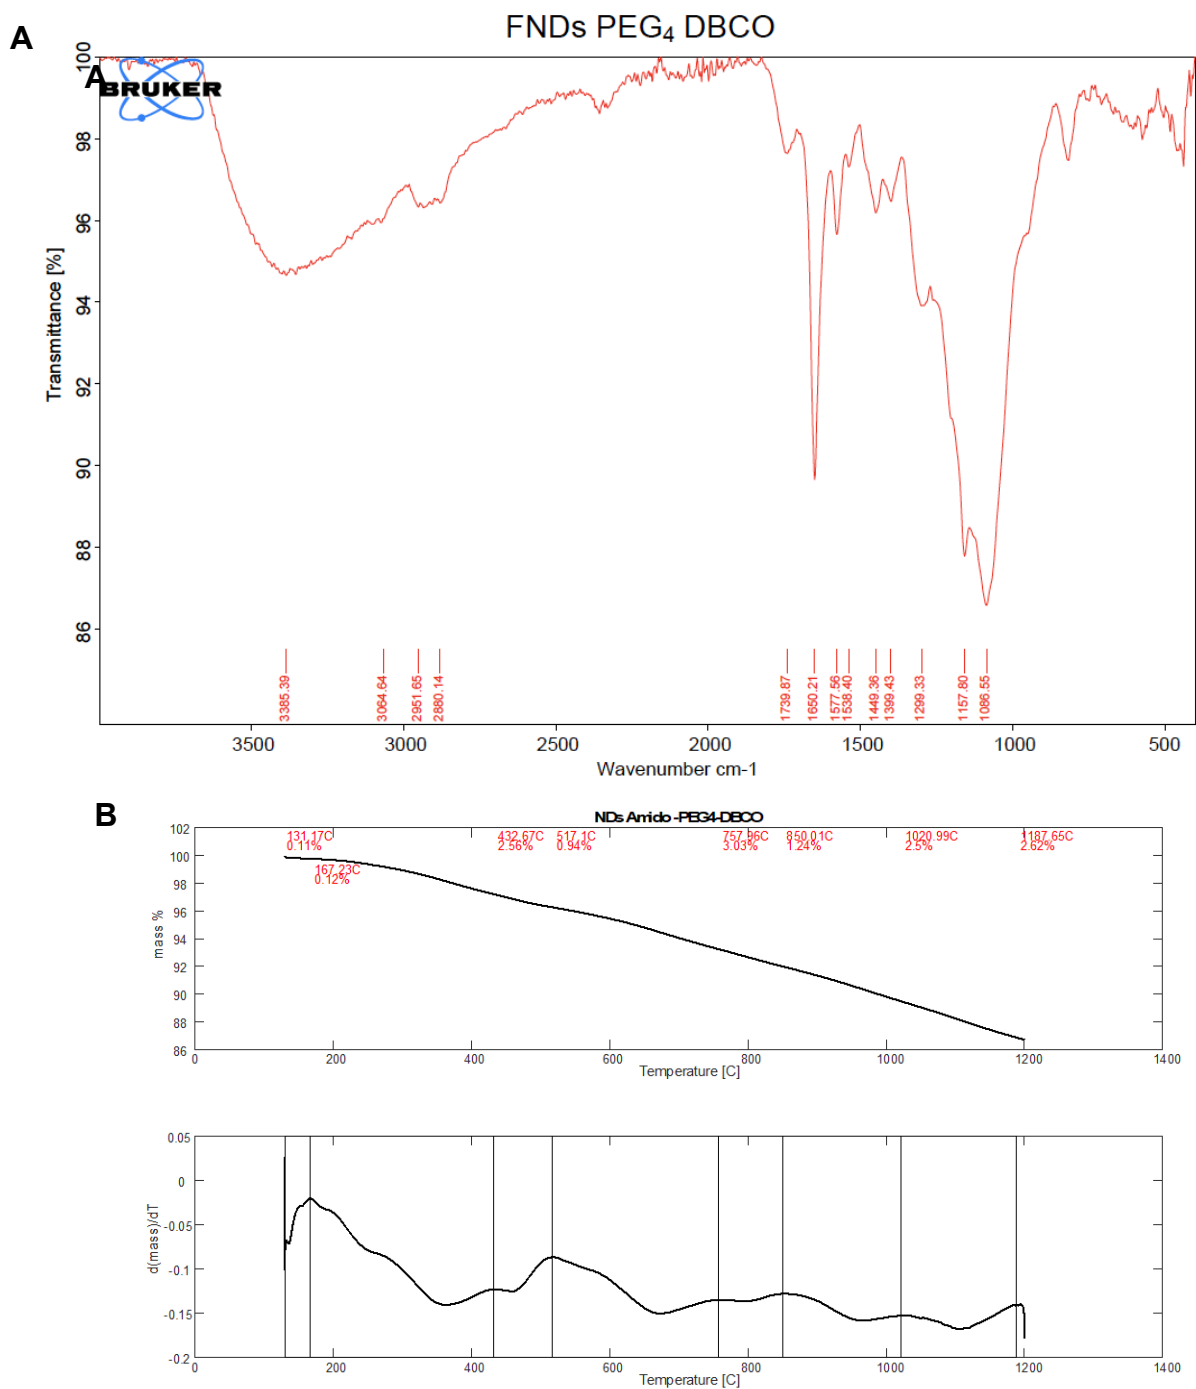 A
FNDs PEG4 DBCO
A
BRUKER
Transmittance [%]
100
98
96
94
92
90
88
86
3385.39
3064.64
2951.65
2880.14
1739.87
1650.21
1577.56
1538.40
1449.36
1399.43
1299.33
1157.80
1086.55
3500 3000 2500 2000 1500 1000 500
Wavenumber cm-1
B
NDs Amido -PEG4-DBCO
131.17C 432.67C 517.1C 757.96C 850.01C 1020.99C 1187.65C
0.11% 2.56% 0.94% 3.03% 1.24% 2.5% 2.62%
167.23C
0.12%
mass %
102
100
98
96
94
92
90
88
86
0 200 400 600 800 1000 1200 1400
Temperature [C]
d(mass)/dT
0.05
0
-0.05
-0.1
-0.15
-0.2
0 200 400 600 800 1000 1200 1400
Temperature [C]